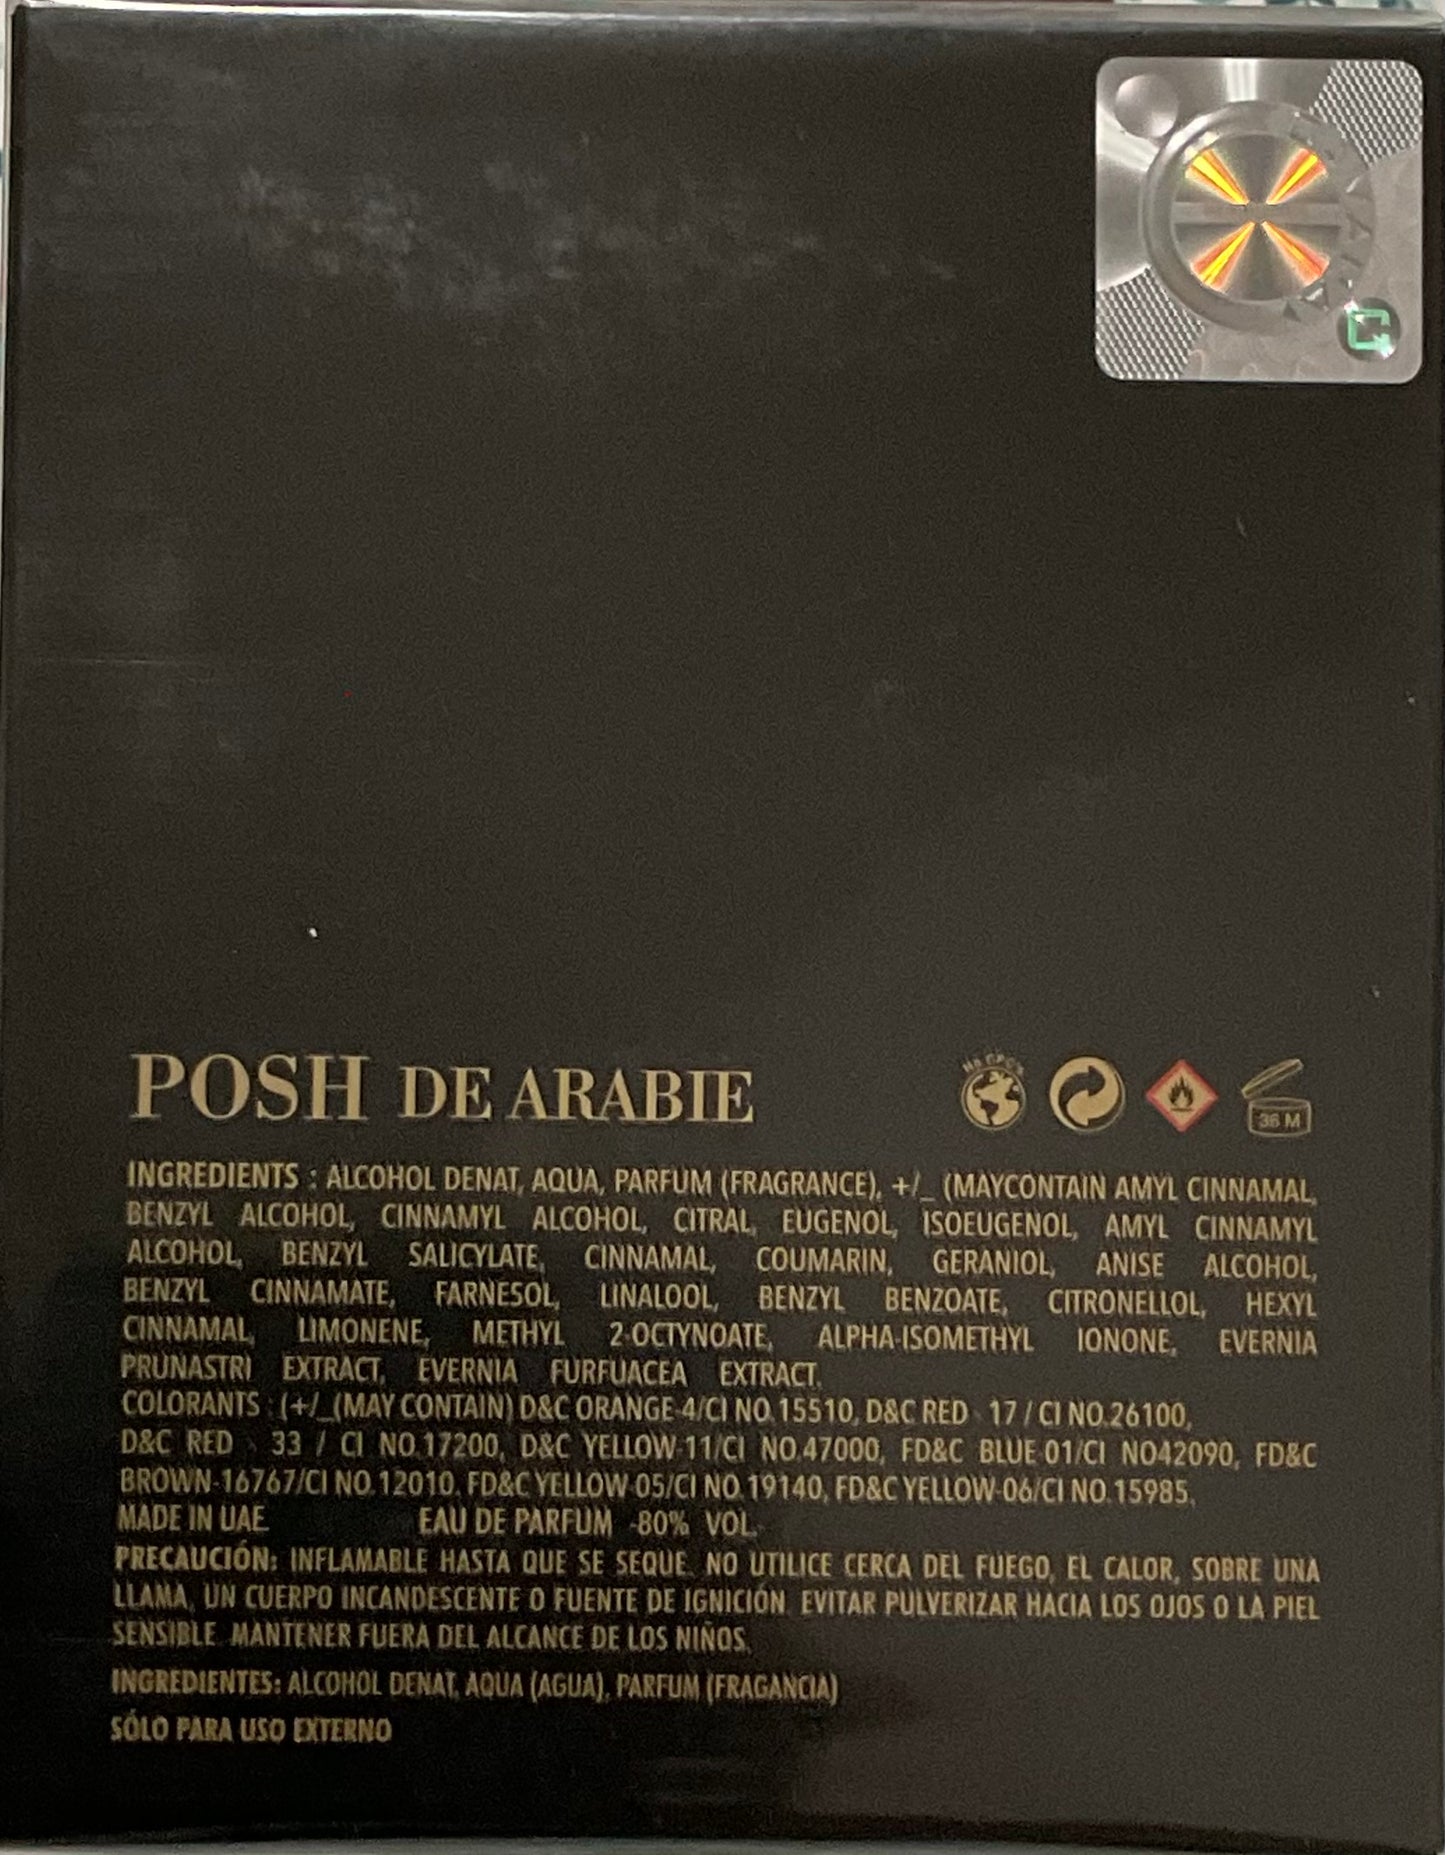 POSH DE ARABIE
NO CFC'S
36 M
INGREDIENTS : ALCOHOL DENAT, AQUA, PARFUM (FRAGRANCE), +/_ (MAYCONTAIN AMYL CINNAMAL,
BENZYL ALCOHOL, CINNAMYL ALCOHOL, CITRAL, EUGENOL, ISOEUGENOL, AMYL CINNAMYL
ALCOHOL, BENZYL SALICYLATE, CINNAMAL, COUMARIN, GERANIOL, ANISE ALCOHOL,
BENZYL CINNAMATE, FARNESOL, LINALOOL, BENZYL BENZOATE, CITRONELLOL, HEXYL
CINNAMAL, LIMONENE, METHYL 2-OCTYNOATE, ALPHA-ISOMETHYL IONONE, EVERNIA
PRUNASTRI EXTRACT, EVERNIA FURFUACEA EXTRACT.
COLORANTS : (+/_(MAY CONTAIN) D&C ORANGE-4/CI NO.15510, D&C RED - 17 / CI NO.26100,
D&C RED - 33 / CI NO.17200, D&C YELLOW-11/CI NO.47000, FD&C BLUE-01/CI NO42090, FD&C
BROWN-16767/CI NO.12010, FD&C YELLOW-05/CI NO.19140, FD&C YELLOW-06/CI NO.15985.
MADE IN UAE EAU DE PARFUM -80% VOL.
PRECAUCIÓN: INFLAMABLE HASTA QUE SE SEQUE. NO UTILICE CERCA DEL FUEGO, EL CALOR, SOBRE UNA
LLAMA, UN CUERPO INCANDESCENTE O FUENTE DE IGNICIÓN. EVITAR PULVERIZAR HACIA LOS OJOS O LA PIEL
SENSIBLE. MANTENER FUERA DEL ALCANCE DE LOS NIÑOS.
INGREDIENTES: ALCOHOL DENAT, AQUA (AGUA), PARFUM (FRAGANCIA)
SÓLO PARA USO EXTERNO